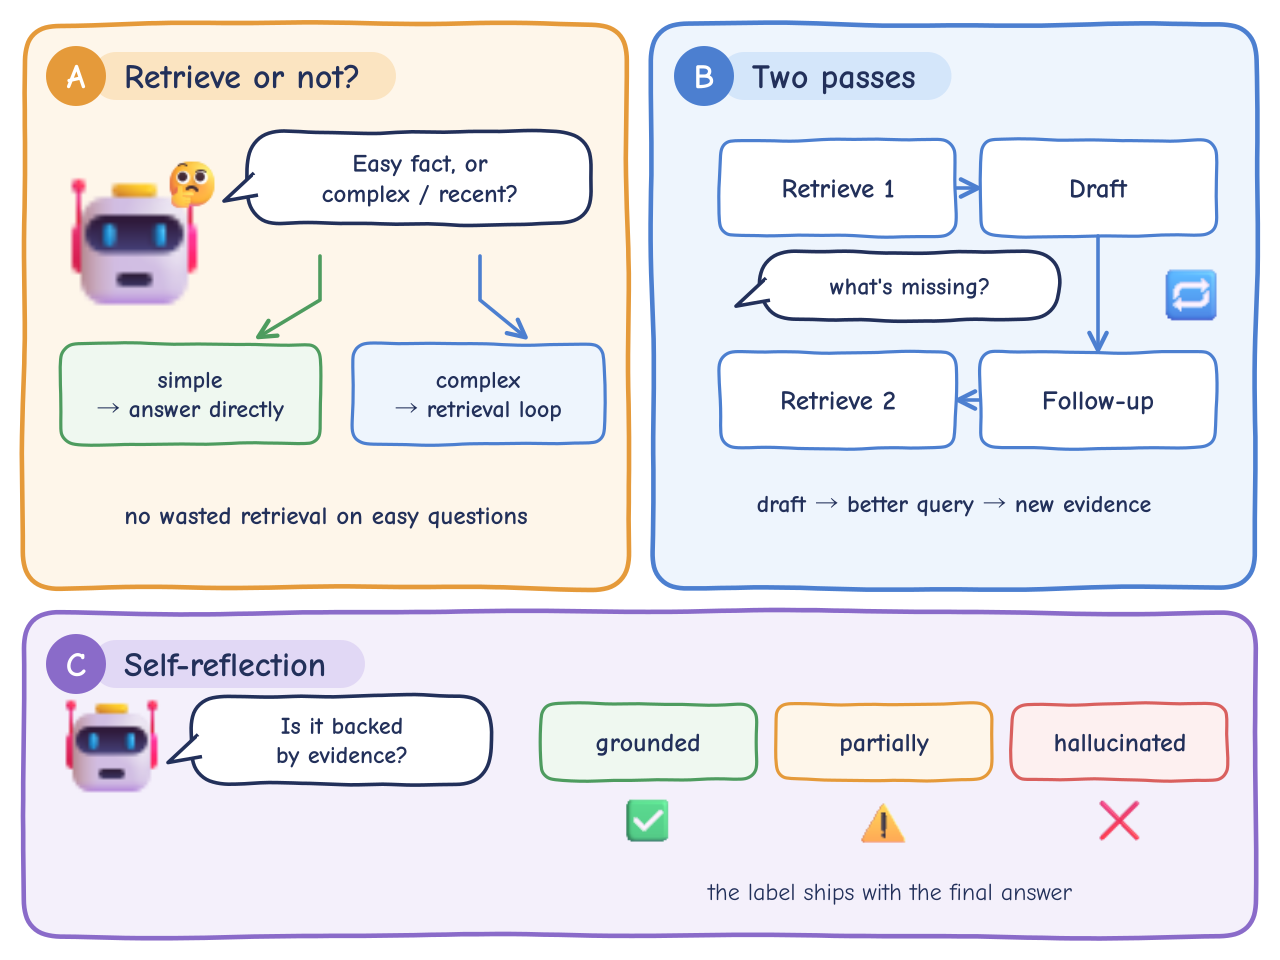 A
Retrieve or not?
Easy fact, or
complex / recent?
simple
→ answer directly
complex
→ retrieval loop
no wasted retrieval on easy questions
B
Two passes
Retrieve 1
Draft
what's missing?
Retrieve 2
Follow-up
draft → better query → new evidence
C
Self-reflection
Is it backed
by evidence?
grounded
partially
hallucinated
the label ships with the final answer